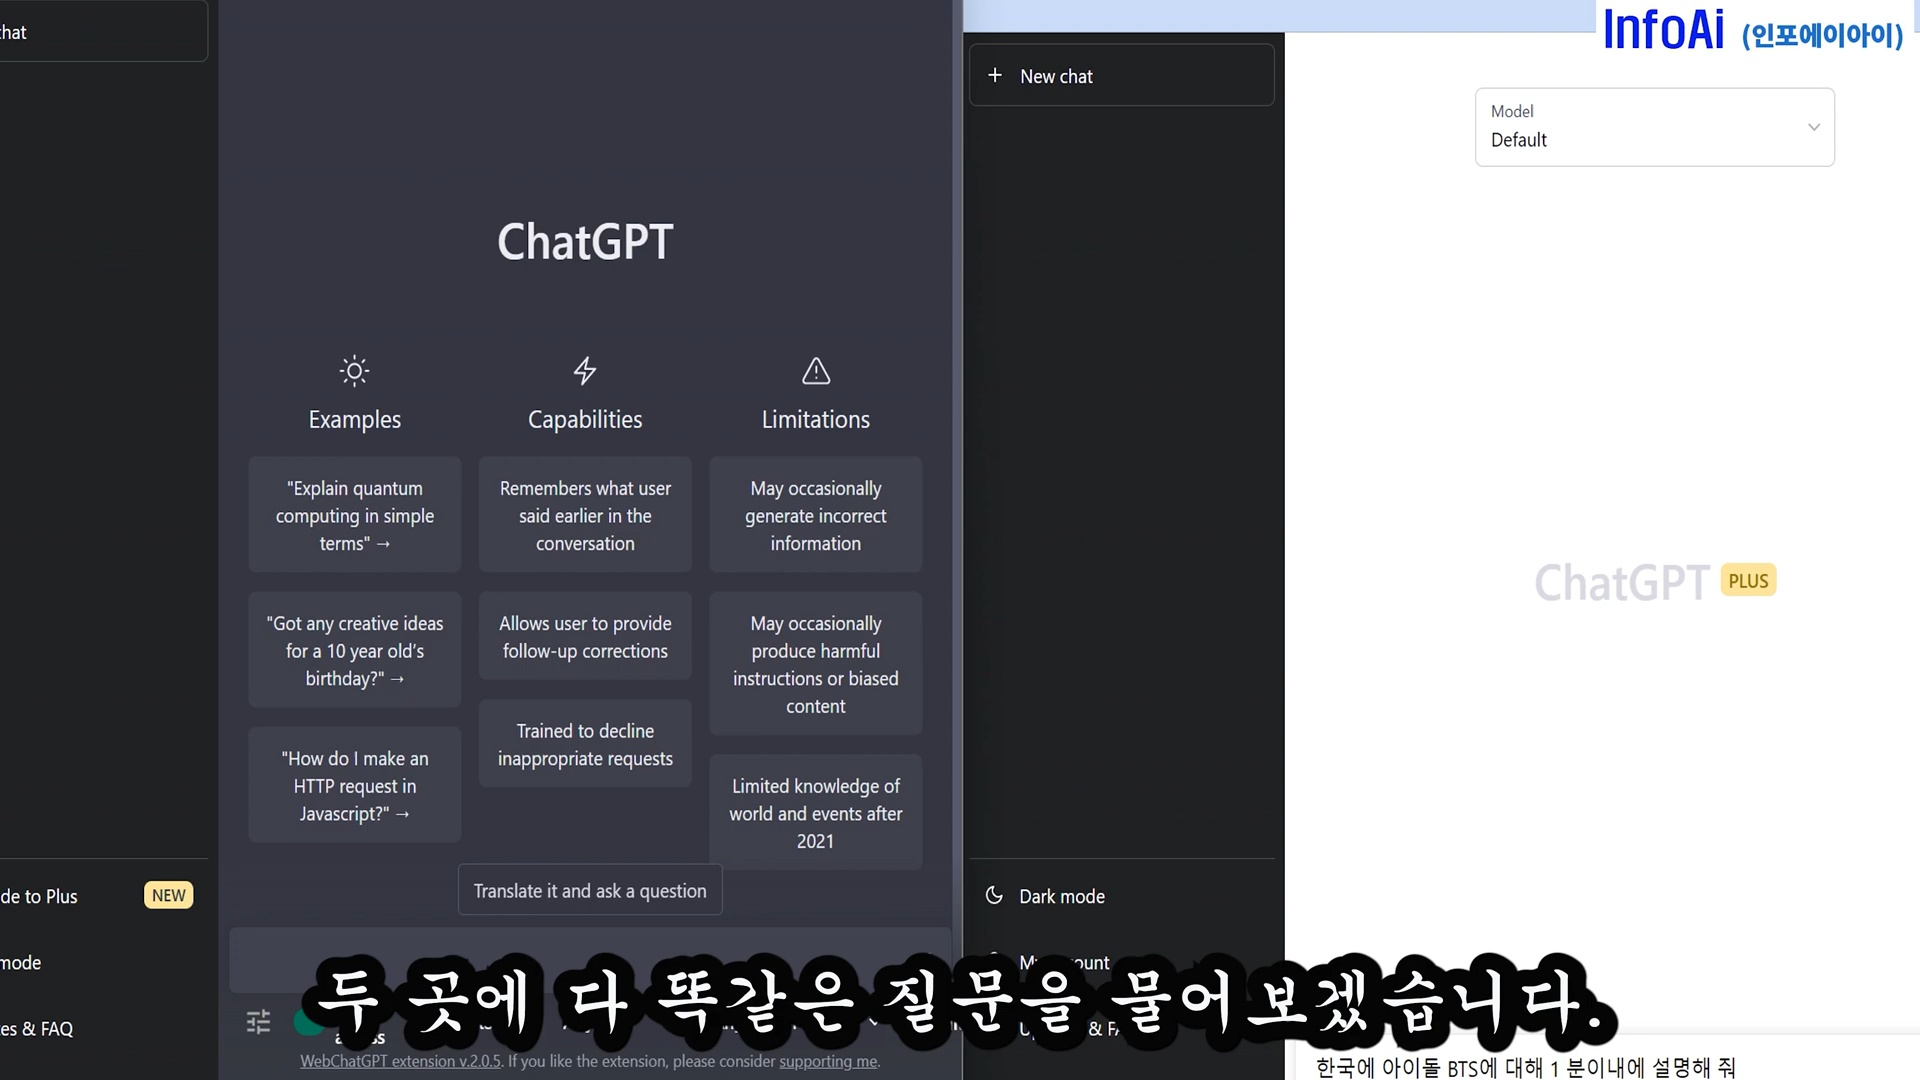 InfoAi (인포에이아이)
chat
de to Plus
NEW
mode
es & FAQ
ChatGPT
Examples
"Explain quantum
computing in simple
terms" →
"Got any creative ideas
for a 10 year old's
birthday?" →
"How do I make an
HTTP request in
Javascript?" →
Capabilities
Remembers what user
said earlier in the
conversation
Allows user to provide
follow-up corrections
Trained to decline
inappropriate requests
Limitations
May occasionally
generate incorrect
information
May occasionally
produce harmful
instructions or biased
content
Limited knowledge of
world and events after
2021
Translate it and ask a question
WebChatGPT extension v.2.0.5. If you like the extension, please consider supporting me.
+ New chat
Dark mode
Model
Default
ChatGPT PLUS
두 곳에 다 똑같은 질문을 물어보겠습니다.
한국에 아이돌 BTS에 대해 1 분이내에 설명해 줘